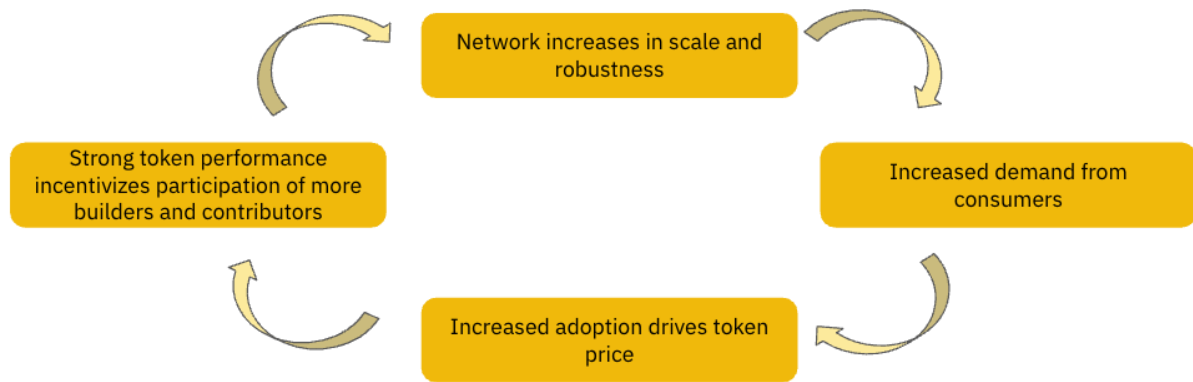 Network increases in scale and
robustness
Increased demand from
consumers
Increased adoption drives token
price
Strong token performance
incentivizes participation of more
builders and contributors